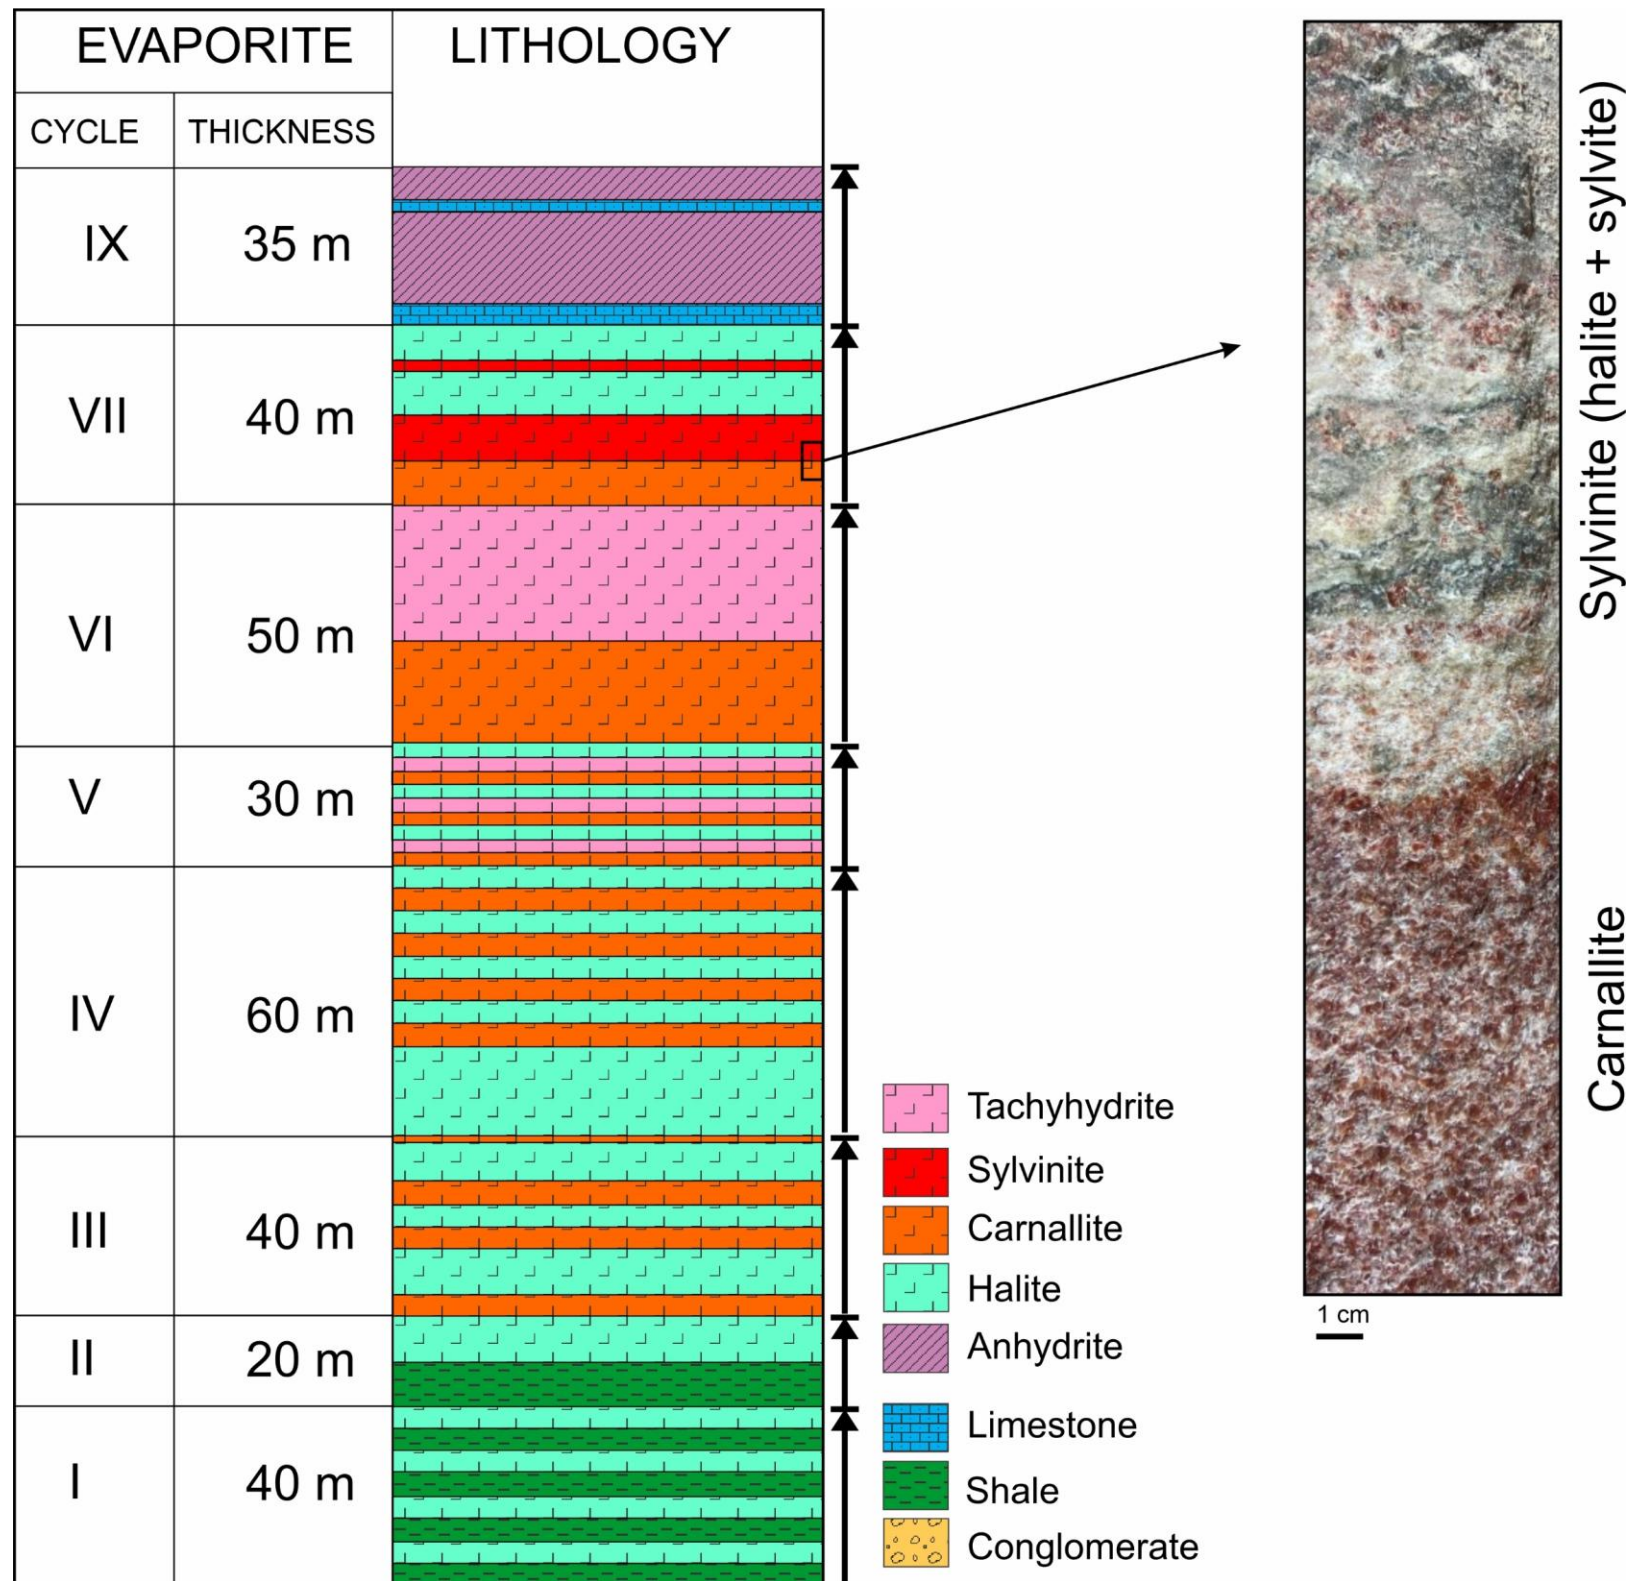 EVAPORITE LITHOLOGY
CYCLE THICKNESS
IX 35 m
VII 40 m
VI 50 m
V 30 m
IV 60 m
III 40 m
II 20 m
I 40 m
Tachyhydrite
Sylvinite
Carnallite
Halite
Anhydrite
Limestone
Shale
Conglomerate
Sylvinite (halite + sylvite)
Carnallite
1 cm